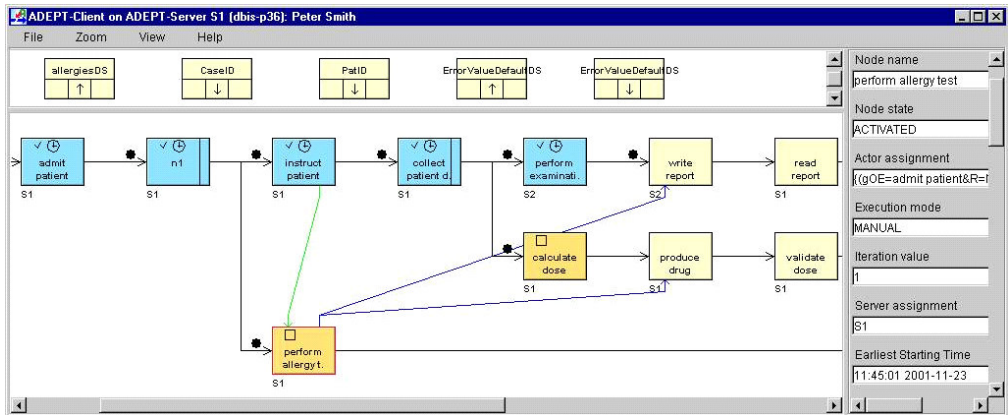 ADEPT-Client on ADEPT-Server S1 (dbis-p36): Peter Smith
File Zoom View Help
allergiesDS CaseID PatID ErrorValueDefaultDS ErrorValueDefaultDS
admit
patient
S1
n1
S1
instruct
patient
S1
collect
patient d.
S1
perform
examinati.
S2
write
report
S2
read
report
S1
calculate
dose
S1
produce
drug
S1
validate
dose
S1
perform
allergy t.
S1
Node name
perform allergy test
Node state
ACTIVATED
Actor assignment
((gOE=admit patient&R=
Execution mode
MANUAL
Iteration value
1
Server assignment
S1
Earliest Starting Time
11:45:01 2001-11-23